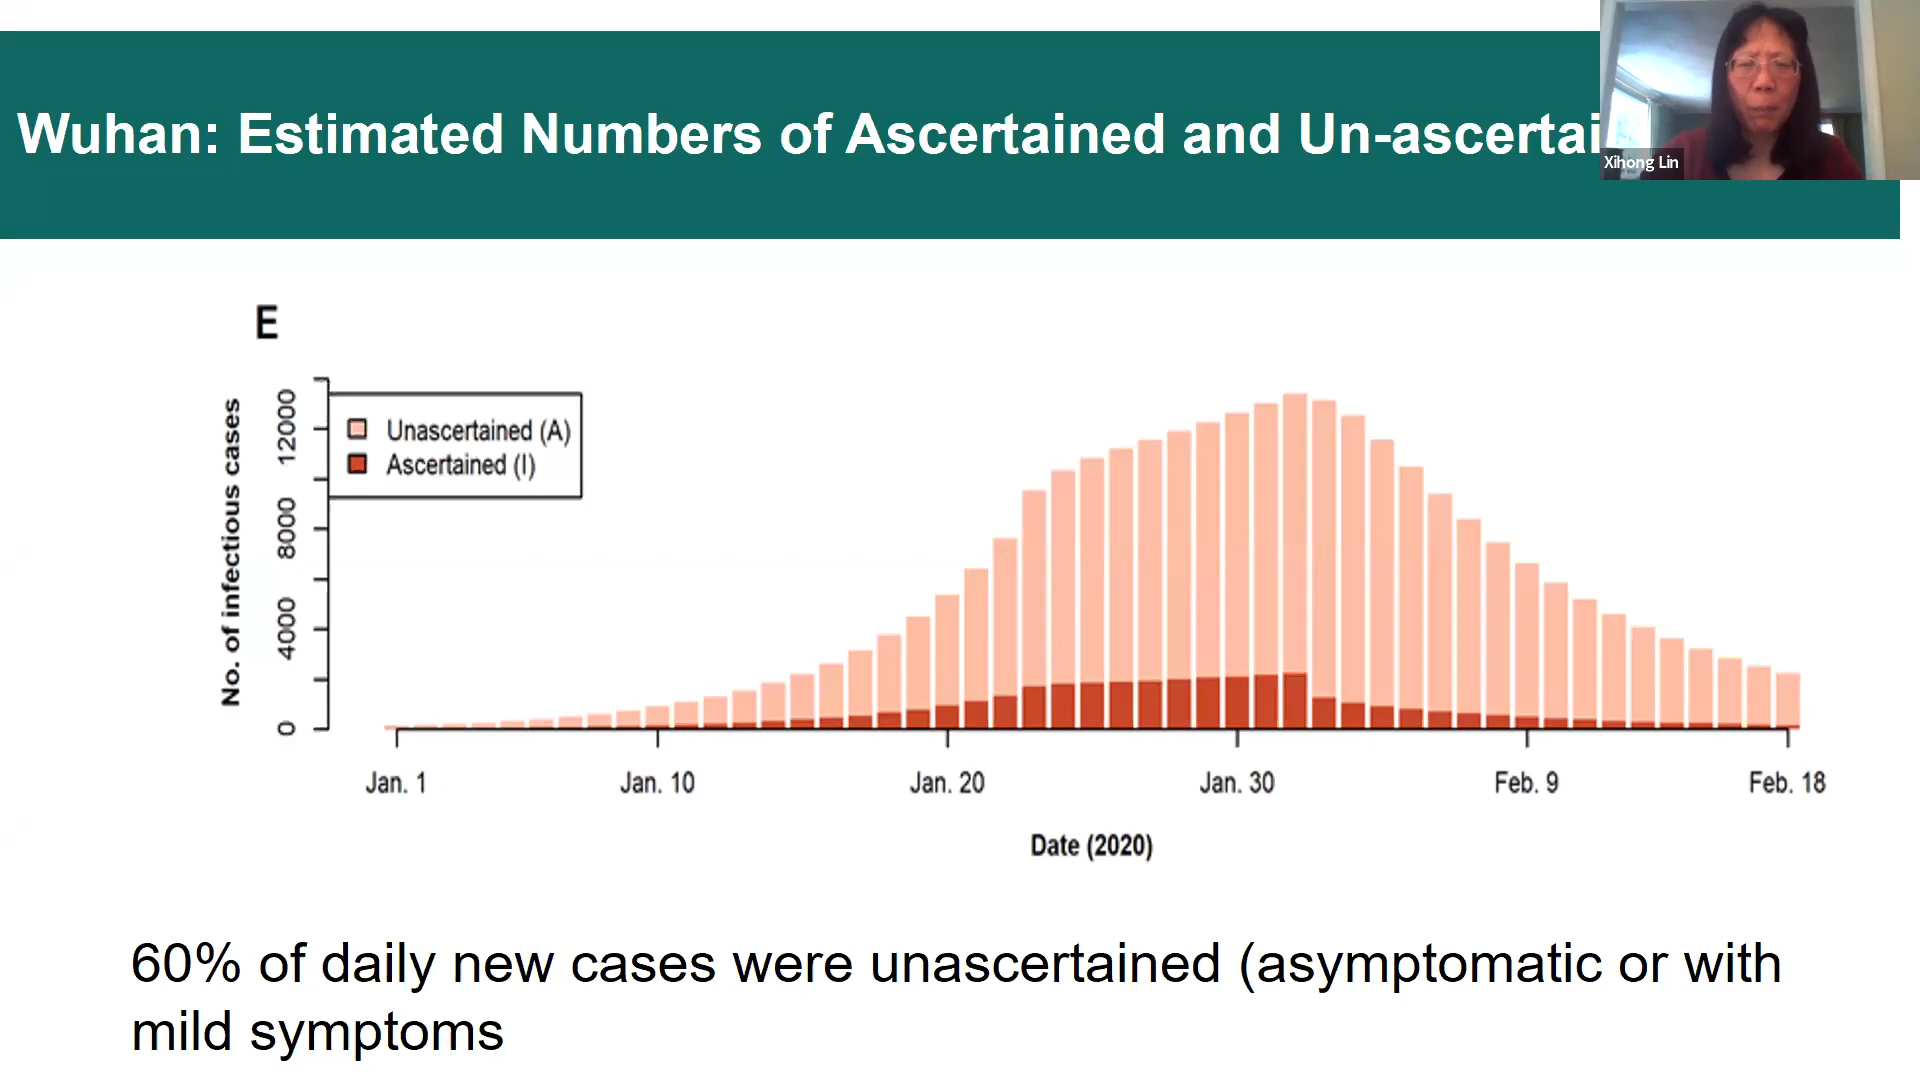 Wuhan: Estimated Numbers of Ascertained and Un-ascertai
Xihong Lin
E
No. of infectious cases
12000
8000
4000
0
Unascertained (A)
Ascertained (I)
Jan. 1
Jan. 10
Jan. 20
Jan. 30
Feb. 9
Feb. 18
Date (2020)
60% of daily new cases were unascertained (asymptomatic or with
mild symptoms